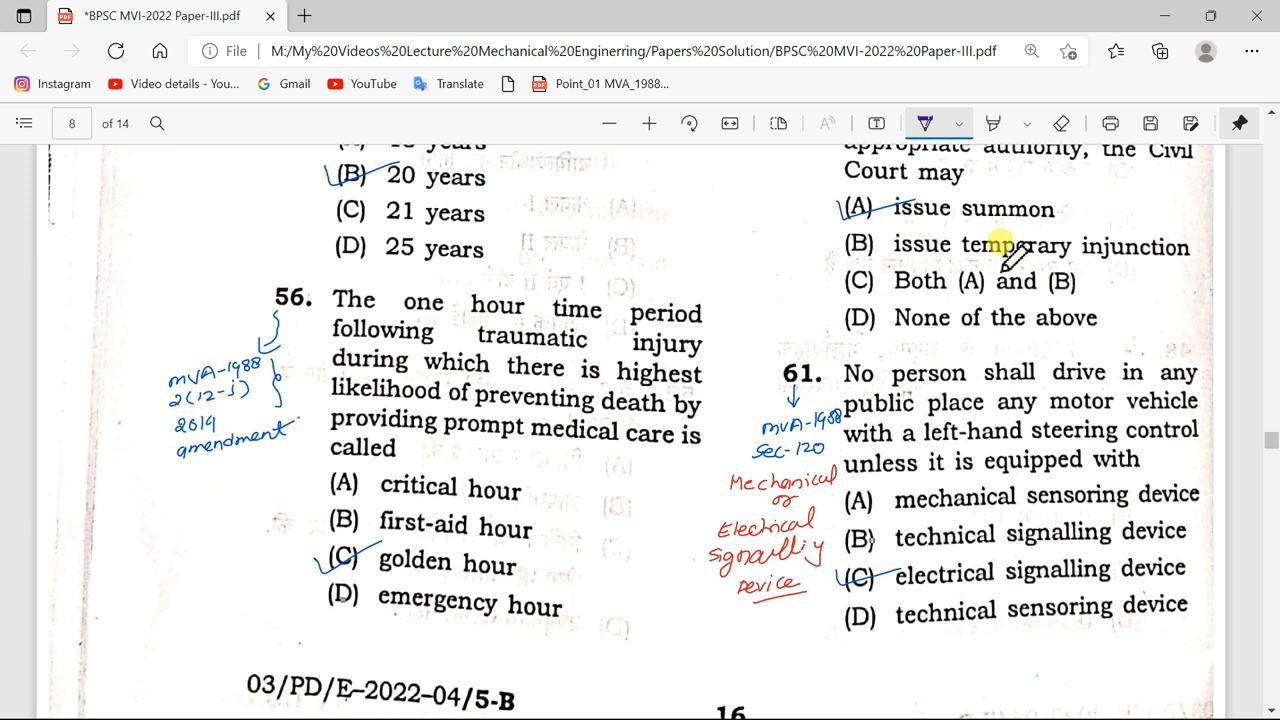 *BPSC MVI-2022 Paper-III.pdf
File
M:/My%20Videos%20Lecture%20Mechanical%20Enginerring/Papers%20Solution/BPSC%20MVI-2022%20Paper-III.pdf
Instagram
Video details - You...
Gmail
YouTube
Translate
Point_01 MVA_1988...
8 of 14
(B) 20 years
(C) 21 years
(D) 25 years
56. The one hour time period
following traumatic injury
during which there is highest
likelihood of preventing death by
providing prompt medical care is
called
(A) critical hour
(B) first-aid hour
(C) golden hour
(D) emergency hour
MVA-1988
2(12-i)
2019
amendment
03/PD/E-2022-04/5-B
appropriate authority, the Civil
Court may
(A) issue summon
(B) issue temporary injunction
(C) Both (A) and (B)
(D) None of the above
61. No person shall drive in any
public place any motor vehicle
with a left-hand steering control
unless it is equipped with
(A) mechanical sensoring device
(B) technical signalling device
(C) electrical signalling device
(D) technical sensoring device
MVA-1988
Sec-120
Mechanical
or
Electrical
Device
16